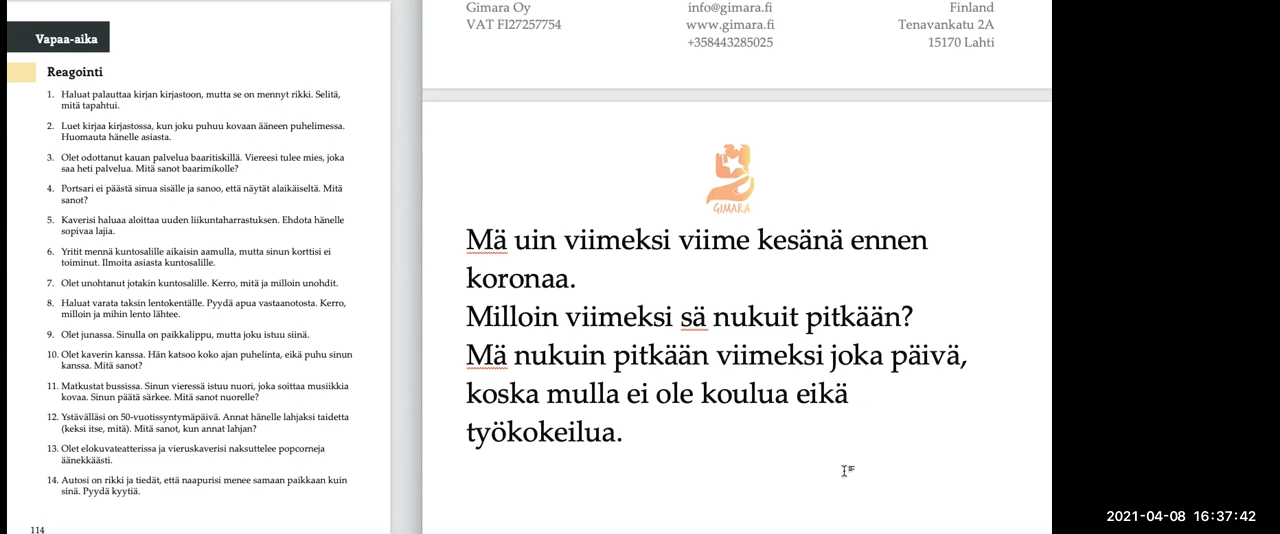 Vapaa-aika
Reagointi
1. Haluat palauttaa kirjan kirjastoon, mutta se on mennyt rikki. Selitä,
mitä tapahtui.
2. Luet kirjaa kirjastossa, kun joku puhuu kovaan ääneen puhelimessa.
Huomauta hänelle asiasta.
3. Olet odottanut kauan palvelua baaritiskillä. Viereesi tulee mies, joka
saa heti palvelua. Mitä sanot baarimikolle?
4. Portsari ei päästä sinua sisälle ja sanoo, että näytät alaikäiseltä. Mitä
sanot?
5. Kaverisi haluaa aloittaa uuden liikuntaharrastuksen. Ehdota hänelle
sopivaa lajia.
6. Yritit mennä kuntosalille aikaisin aamulla, mutta sinun korttisi ei
toiminut. Ilmoita asiasta kuntosalille.
7. Olet unohtanut jotakin kuntosalille. Kerro, mitä ja milloin unohdit.
8. Haluat varata taksin lentokentälle. Pyydä apua vastaanotosta. Kerro,
milloin ja mihin lento lähtee.
9. Olet junassa. Sinulla on paikkalippu, mutta joku istuu siinä.
10. Olet kaverin kanssa. Hän katsoo koko ajan puhelinta, eikä puhu sinun
kanssa. Mitä sanot?
11. Matkustat bussissa. Sinun vieressä istuu nuori, joka soittaa musiikkia
kovaa. Sinun päätä särkee. Mitä sanot nuorelle?
12. Ystävälläsi on 50-vuotissyntymäpäivä. Annat hänelle lahjaksi taidetta
(keksi itse, mitä). Mitä sanot, kun annat lahjan?
13. Olet elokuvateatterissa ja vieruskaverisi naksuttelee popcorneja
äänekkäästi.
14. Autosi on rikki ja tiedät, että naapurisi menee samaan paikkaan kuin
sinä. Pyydä kyytiä.
114
Gimara Oy info@gimara.fi Finland
VAT FI27257754 www.gimara.fi Tenavankatu 2A
+358443285025 15170 Lahti
GIMARA
Mä uin viimeksi viime kesänä ennen
koronaa.
Milloin viimeksi sä nukuit pitkään?
Mä nukuin pitkään viimeksi joka päivä,
koska mulla ei ole koulua eikä
työkokeilua.
2021-04-08 16:37:42